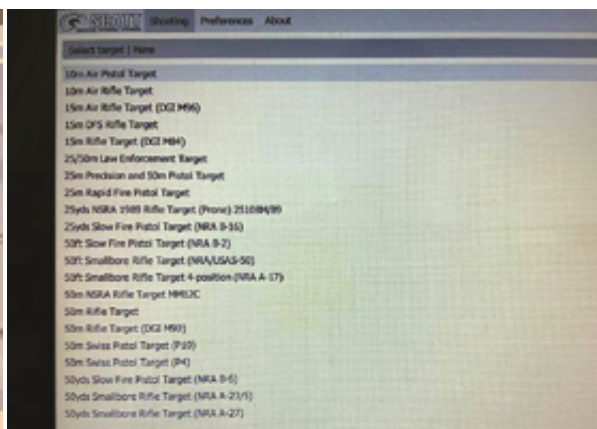 SCATT Shooting Preferences About
Select target | None
10m Air Pistol Target
10m Air Rifle Target
15m Air Rifle Target (DGI M96)
15m DFS Rifle Target
15m Rifle Target (DGI M84)
25/50m Law Enforcement Target
25m Precision and 50m Pistol Target
25m Rapid Fire Pistol Target
25yds NSRA 1989 Rifle Target (Prone) 2510BM/89
25yds Slow Fire Pistol Target (NRA B-16)
50ft Slow Fire Pistol Target (NRA B-2)
50ft Smallbore Rifle Target (NRA/USAS-50)
50ft Smallbore Rifle Target 4-position (NRA A-17)
50m NSRA Rifle Target
50m Rifle Target
50m Rifle Target (DGI M90)
50m Swiss Pistol Target (P10)
50m Swiss Pistol Target (P4)
50yds Slow Fire Pistol Target (NRA B-6)
50yds Smallbore Rifle Target (NRA A-23/5)
50yds Smallbore Rifle Target (NRA A-27)